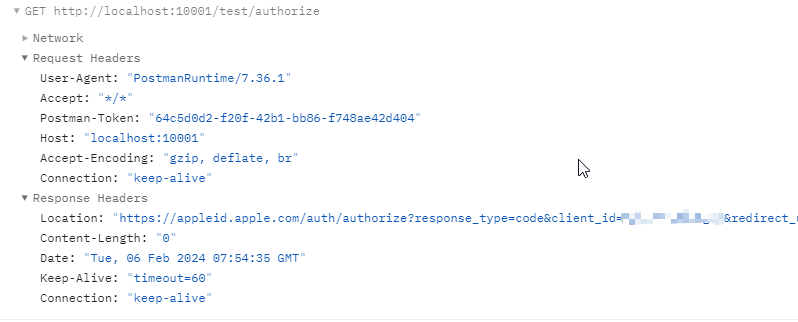 GET http://localhost:10001/test/authorize
Network
Request Headers
User-Agent: "PostmanRuntime/7.36.1"
Accept: "*/*"
Postman-Token: "64c5d0d2-f20f-42b1-bb86-f748ae42d404"
Host: "localhost:10001"
Accept-Encoding: "gzip, deflate, br"
Connection: "keep-alive"
Response Headers
Location: "https://appleid.apple.com/auth/authorize?response_type=code&client_id= &redirect_
Content-Length: "0"
Date: "Tue, 06 Feb 2024 07:54:35 GMT"
Keep-Alive: "timeout=60"
Connection: "keep-alive"